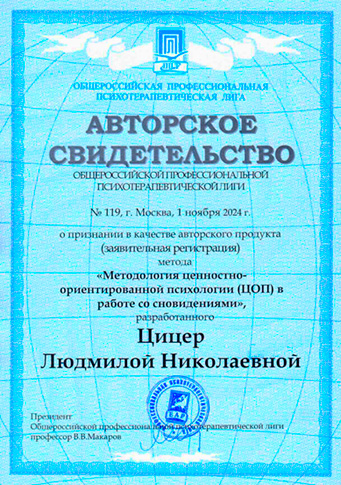 ППЛ
ОБЩЕРОССИЙСКАЯ ПРОФЕССИОНАЛЬНАЯ
ПСИХОТЕРАПЕВТИЧЕСКАЯ ЛИГА
АВТОРСКОЕ
СВИДЕТЕЛЬСТВО
ОБЩЕРОССИЙСКОЙ ПРОФЕССИОНАЛЬНОЙ
ПСИХОТЕРАПЕВТИЧЕСКОЙ ЛИГИ
№ 119, г. Москва, 1 ноября 2024 г.
о признании в качестве авторского продукта
(заявительная регистрация)
метода
«Методология ценностно-
ориентированной психологии (ЦОП) в
работе со сновидениями»,
разработанного
Цицер
Людмилой Николаевной
Президент
Общероссийской профессиональной психотерапевтической лиги
профессор В.В.Макаров